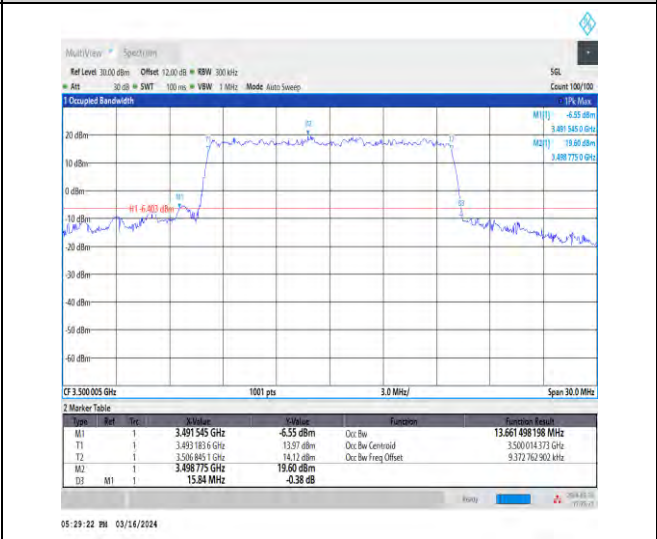 MultiView Spectrum
Ref Level 30.00 dBm Offset 12.00 dB RBW 300 kHz SGL
Att 30 dB SWT 100 ms VBW 1 MHz Mode Auto Sweep Count 100/100
1 Occupied Bandwidth 1Pk Max
M1[1] -6.55 dBm
3.491 545 0 GHz
M2[1] 19.60 dBm
3.498 775 0 GHz
20 dBm
10 dBm
0 dBm
-10 dBm
-20 dBm
-30 dBm
-40 dBm
-50 dBm
-60 dBm
M2
T1
M1
H1 -6.403 dBm
D3
CF 3.500 005 GHz 1001 pts 3.0 MHz/ Span 30.0 MHz
2 Marker Table
Type Ref Trc X-Value Y-Value Function Function Result
M1 1 3.491 545 GHz -6.55 dBm Occ Bw 13.661 498 198 MHz
T1 1 3.493 183 6 GHz 13.97 dBm Occ Bw Centroid 3.500 014 373 GHz
T2 1 3.506 845 1 GHz 14.12 dBm Occ Bw Freq Offset 9.372 762 902 kHz
M2 1 3.498 775 GHz 19.60 dBm
D3 M1 1 15.84 MHz -0.38 dB
05:29:22 PM 03/16/2024